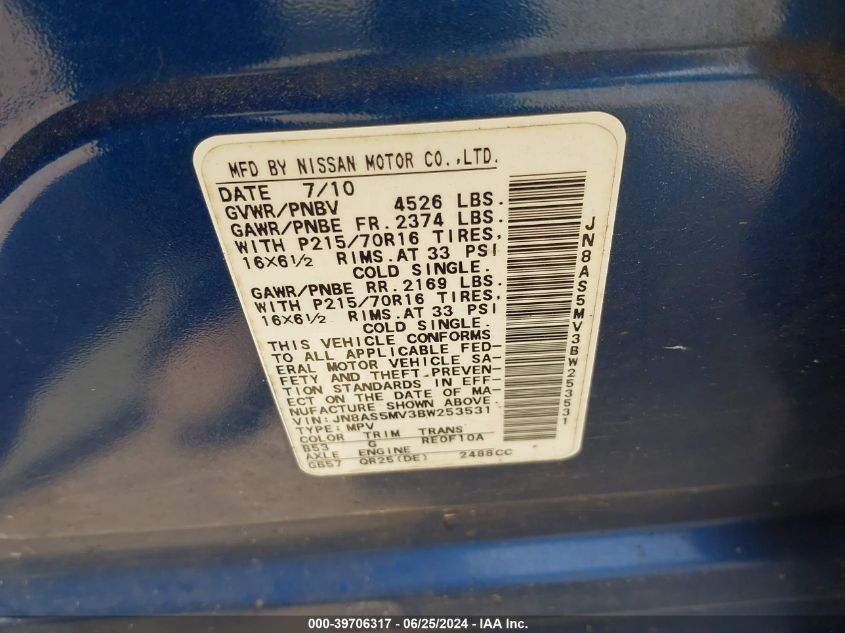 MFD BY NISSAN MOTOR CO.,LTD.
DATE 7/10
GVWR/PNBV 4526 LBS.
GAWR/PNBE FR. 2374 LBS.
WITH P215/70R16 TIRES,
16X6½ RIMS. AT 33 PSI
COLD SINGLE.
GAWR/PNBE RR. 2169 LBS.
WITH P215/70R16 TIRES,
16X6½ RIMS. AT 33 PSI
COLD SINGLE.
THIS VEHICLE CONFORMS
TO ALL APPLICABLE FED-
ERAL MOTOR VEHICLE SA-
FETY AND THEFT-PREVEN-
TION STANDARDS IN EFF-
ECT ON THE DATE OF MA-
NUFACTURE SHOWN ABOVE.
VIN: JN8AS5MV3BW253531
TYPE: MPV
COLOR TRIM TRANS
B53 G RE0F10A
AXLE ENGINE
GB57 QR25(DE) 2488CC
JN8AS5MV3BW253531
000-39706317 - 06/25/2024 - IAA Inc.